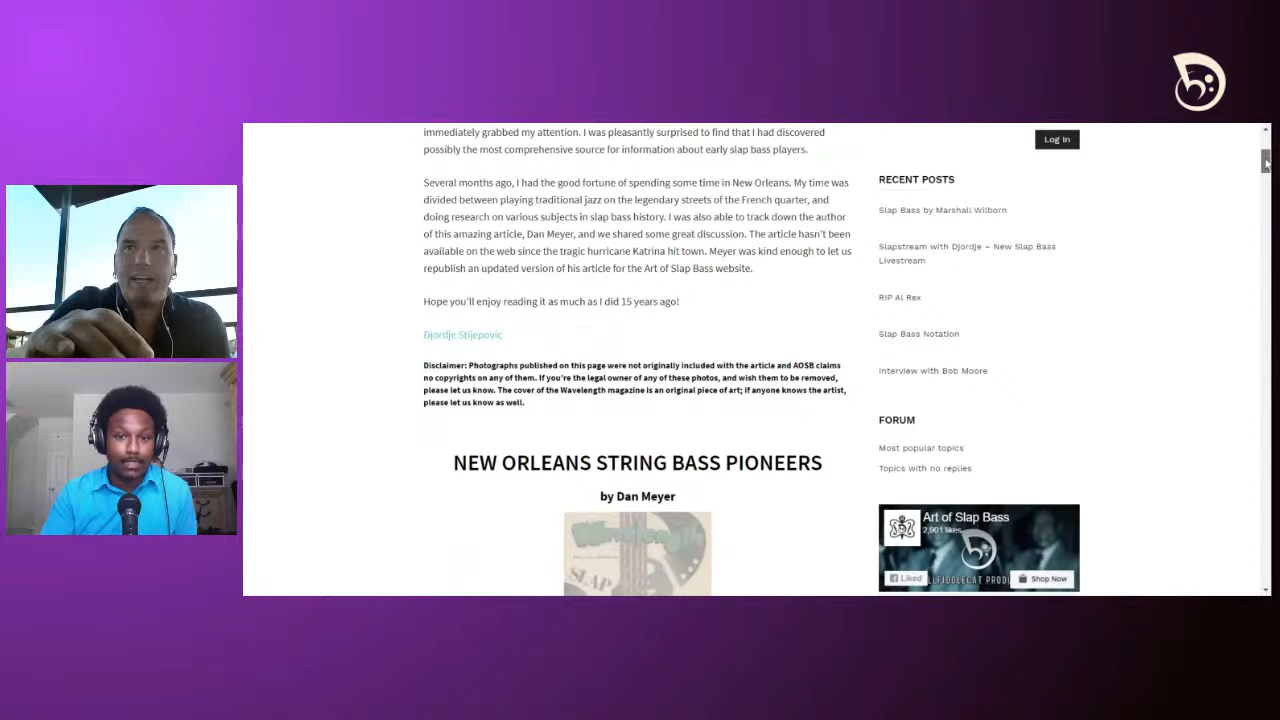 immediately grabbed my attention. I was pleasantly surprised to find that I had discovered
possibly the most comprehensive source for information about early slap bass players.
Several months ago, I had the good fortune of spending some time in New Orleans. My time was
divided between playing traditional jazz on the legendary streets of the French quarter, and
doing research on various subjects in slap bass history. I was also able to track down the author
of this amazing article, Dan Meyer, and we shared some great discussion. The article hasn't been
available on the web since the tragic hurricane Katrina hit town. Meyer was kind enough to let us
republish an updated version of his article for the Art of Slap Bass website.
Hope you'll enjoy reading it as much as I did 15 years ago!
Djordje Stijepovic
Disclaimer: Photographs published on this page were not originally included with the article and AOSB claims
no copyrights on any of them. If you're the legal owner of any of these photos, and wish them to be removed,
please let us know. The cover of the Wavelength magazine is an original piece of art; if anyone knows the artist,
please let us know as well.
NEW ORLEANS STRING BASS PIONEERS
by Dan Meyer
SLAP
Log In
RECENT POSTS
Slap Bass by Marshall Wilborn
Slapstream with Djordje – New Slap Bass
Livestream
RIP Al Rex
Slap Bass Notation
Interview with Bob Moore
FORUM
Most popular topics
Topics with no replies
Art of Slap Bass
2,901 likes
Liked
Shop Now